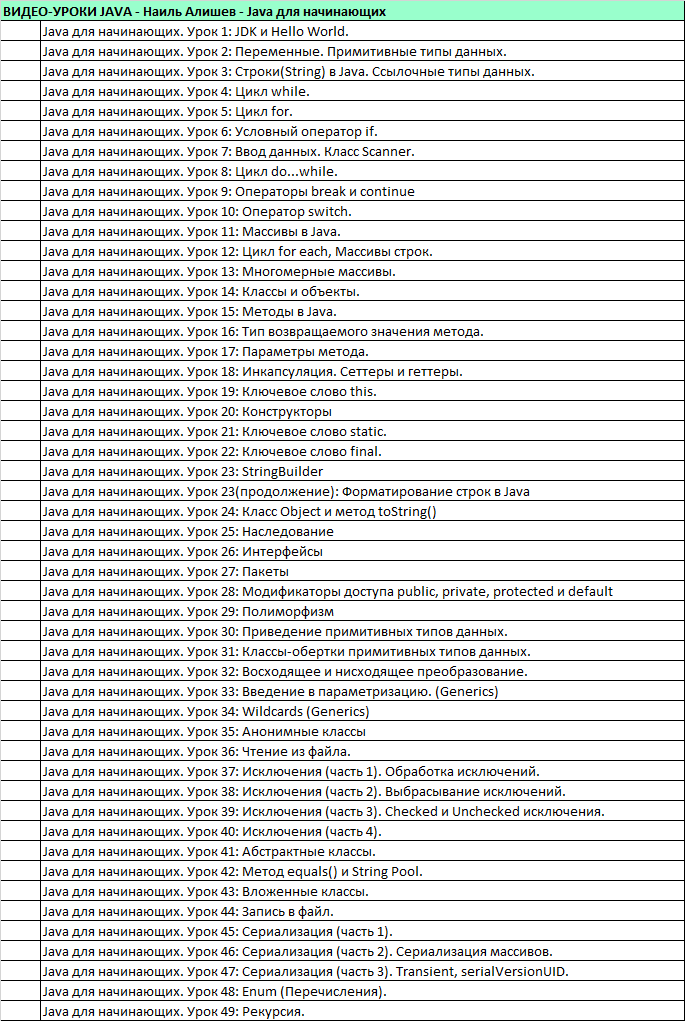 ВИДЕО-УРОКИ JAVA - Наиль Алишев - Java для начинающих
Java для начинающих. Урок 1: JDK и Hello World.
Java для начинающих. Урок 2: Переменные. Примитивные типы данных.
Java для начинающих. Урок 3: Строки(String) в Java. Ссылочные типы данных.
Java для начинающих. Урок 4: Цикл while.
Java для начинающих. Урок 5: Цикл for.
Java для начинающих. Урок 6: Условный оператор if.
Java для начинающих. Урок 7: Ввод данных. Класс Scanner.
Java для начинающих. Урок 8: Цикл do...while.
Java для начинающих. Урок 9: Операторы break и continue
Java для начинающих. Урок 10: Оператор switch.
Java для начинающих. Урок 11: Массивы в Java.
Java для начинающих. Урок 12: Цикл for each, Массивы строк.
Java для начинающих. Урок 13: Многомерные массивы.
Java для начинающих. Урок 14: Классы и объекты.
Java для начинающих. Урок 15: Методы в Java.
Java для начинающих. Урок 16: Тип возвращаемого значения метода.
Java для начинающих. Урок 17: Параметры метода.
Java для начинающих. Урок 18: Инкапсуляция. Сеттеры и геттеры.
Java для начинающих. Урок 19: Ключевое слово this.
Java для начинающих. Урок 20: Конструкторы
Java для начинающих. Урок 21: Ключевое слово static.
Java для начинающих. Урок 22: Ключевое слово final.
Java для начинающих. Урок 23: StringBuilder
Java для начинающих. Урок 23(продолжение): Форматирование строк в Java
Java для начинающих. Урок 24: Класс Object и метод toString()
Java для начинающих. Урок 25: Наследование
Java для начинающих. Урок 26: Интерфейсы
Java для начинающих. Урок 27: Пакеты
Java для начинающих. Урок 28: Модификаторы доступа public, private, protected и default
Java для начинающих. Урок 29: Полиморфизм
Java для начинающих. Урок 30: Приведение примитивных типов данных.
Java для начинающих. Урок 31: Классы-обертки примитивных типов данных.
Java для начинающих. Урок 32: Восходящее и нисходящее преобразование.
Java для начинающих. Урок 33: Введение в параметризацию. (Generics)
Java для начинающих. Урок 34: Wildcards (Generics)
Java для начинающих. Урок 35: Анонимные классы
Java для начинающих. Урок 36: Чтение из файла.
Java для начинающих. Урок 37: Исключения (часть 1). Обработка исключений.
Java для начинающих. Урок 38: Исключения (часть 2). Выбрасывание исключений.
Java для начинающих. Урок 39: Исключения (часть 3). Checked и Unchecked исключения.
Java для начинающих. Урок 40: Исключения (часть 4).
Java для начинающих. Урок 41: Абстрактные классы.
Java для начинающих. Урок 42: Метод equals() и String Pool.
Java для начинающих. Урок 43: Вложенные классы.
Java для начинающих. Урок 44: Запись в файл.
Java для начинающих. Урок 45: Сериализация (часть 1).
Java для начинающих. Урок 46: Сериализация (часть 2). Сериализация массивов.
Java для начинающих. Урок 47: Сериализация (часть 3). Transient, serialVersionUID.
Java для начинающих. Урок 48: Enum (Перечисления).
Java для начинающих. Урок 49: Рекурсия.